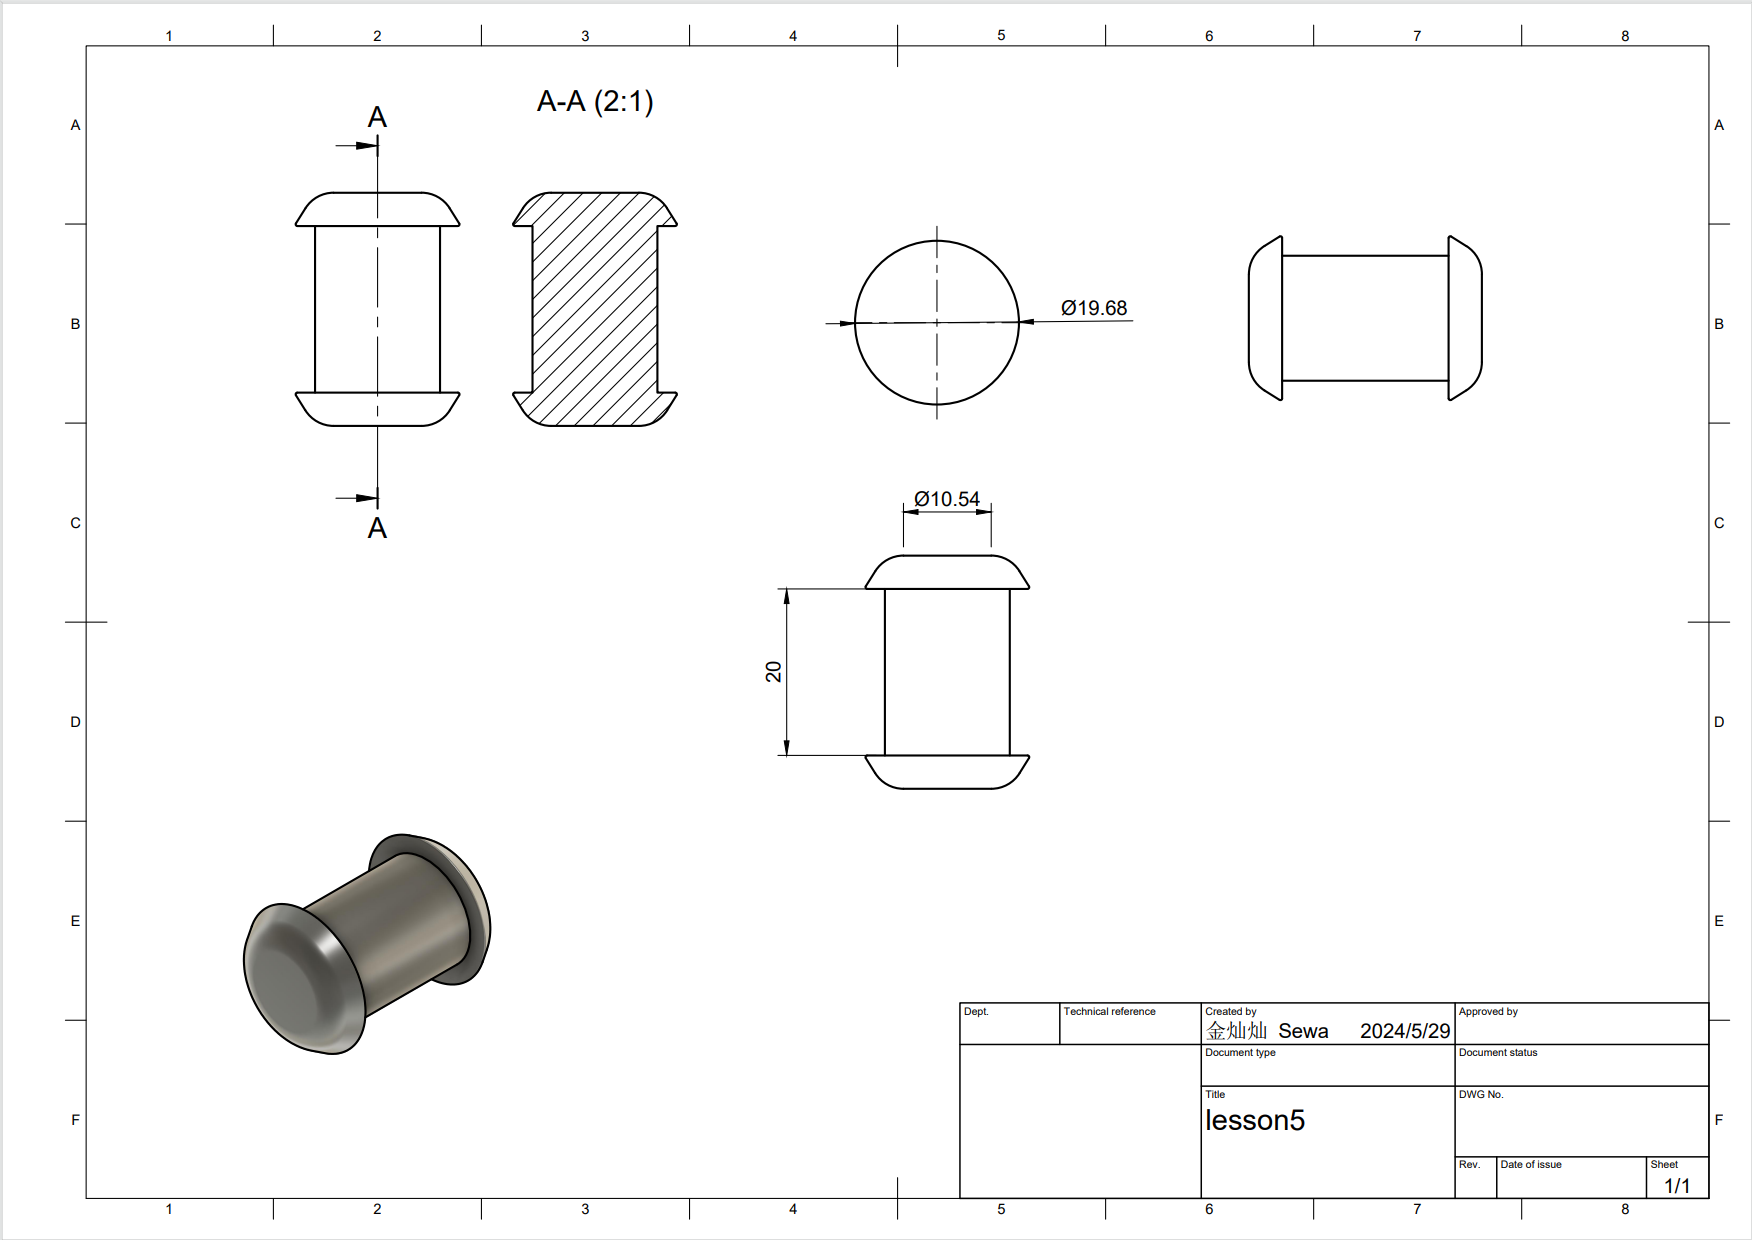 1 2 3 4 5 6 7 8
A-A (2:1)
A
A A
Ø19.68
B B
Ø10.54
C C
A
20
D D
E E
Dept. Technical reference Created by Approved by
金灿灿 Sewa 2024/5/29
Document type Document status
Title DWG No.
lesson5
F F
Rev. Date of issue Sheet
1/1
1 2 3 4 5 6 7 8